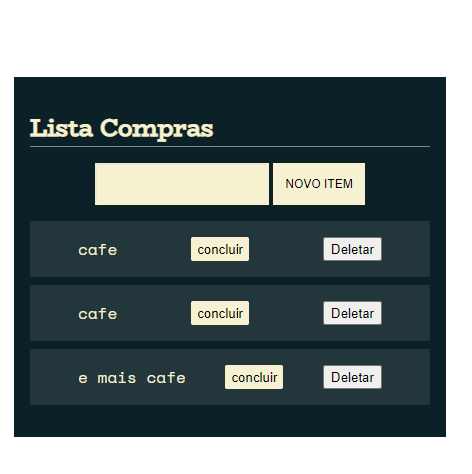 Lista Compras
NOVO ITEM
cafe concluir Deletar
cafe concluir Deletar
e mais cafe concluir Deletar